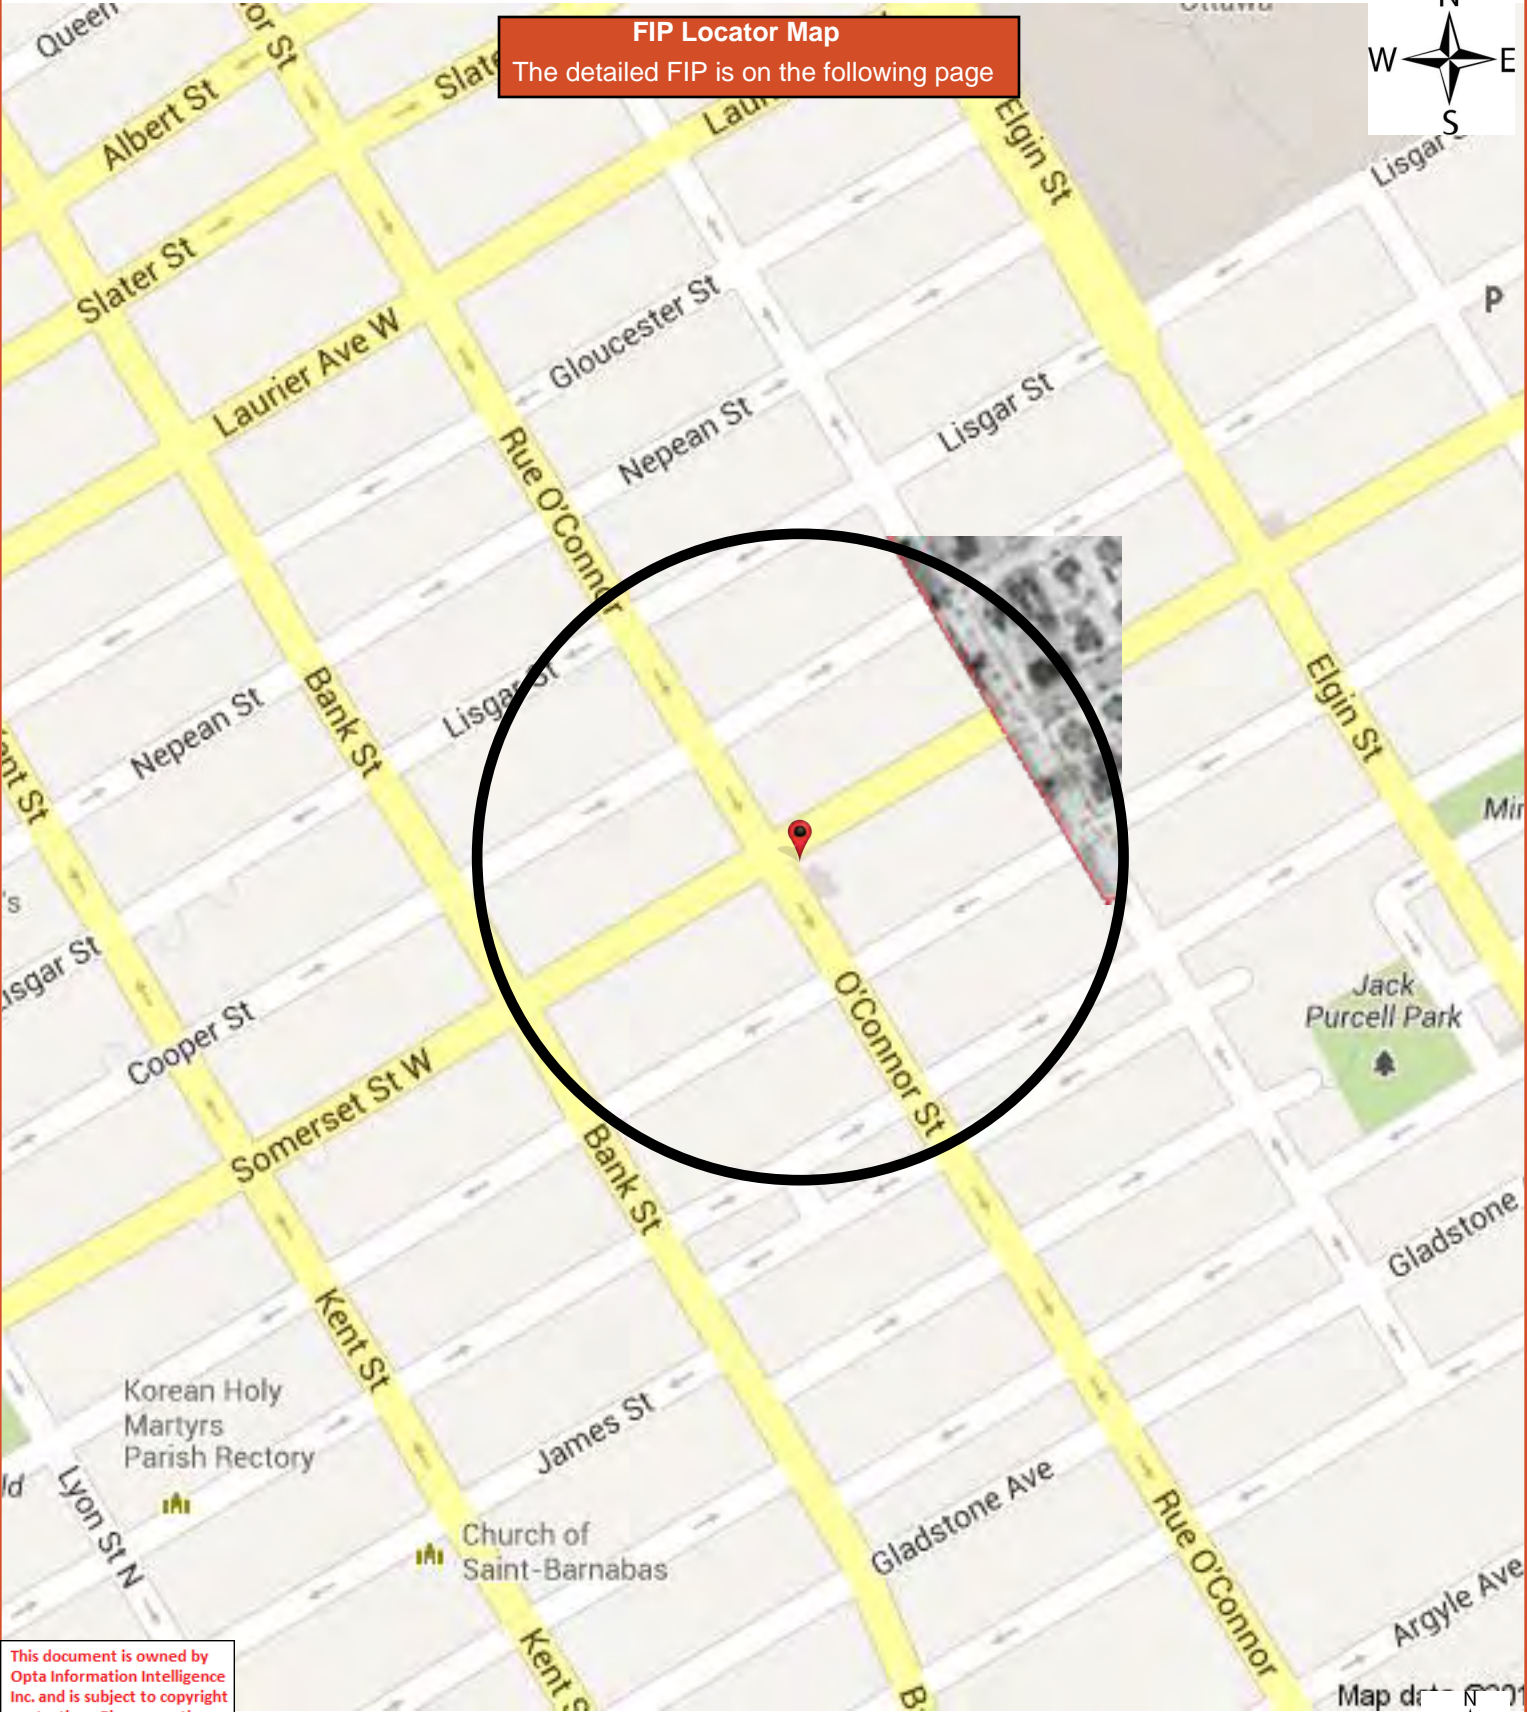 N
W
E
S
FIP Locator Map
The detailed FIP is on the following page
Queen
Albert St
Slater St
Laurier Ave W
Elgin St
Lisgar
P
Gloucester St
Nepean St
Lisgar St
Rue O'Connor
Bank St
Nepean St
Lisgar St
Elgin St
's
Cooper St
Somerset St W
O'Connor St
Jack
Purcell Park
Bank St
Kent St
Gladstone
Korean Holy
Martyrs
Parish Rectory
James St
Lyon St N
Church of
Saint-Barnabas
Gladstone Ave
Rue O'Connor
Argyle Ave
Kent S
This document is owned by
Opta Information Intelligence
Inc. and is subject to copyright
Map da
N